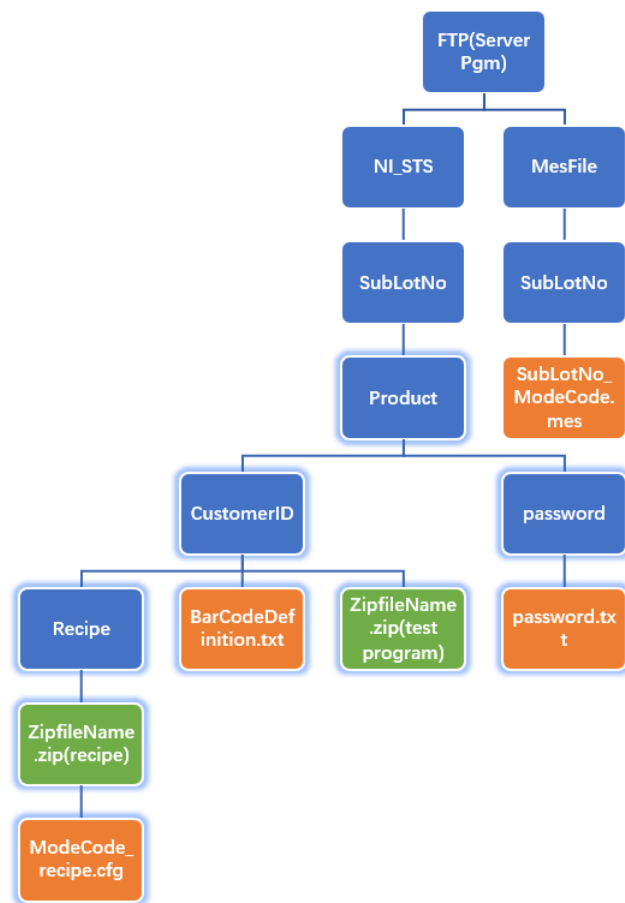 FTP(Server
Pgm)
NI_STS
MesFile
SubLotNo
SubLotNo
Product
SubLotNo_
ModeCode.
mes
CustomerID
password
Recipe
BarCodeDef
inition.txt
ZipfileName
.zip(test
program)
password.tx
t
ZipfileName
.zip(recipe)
ModeCode_
recipe.cfg